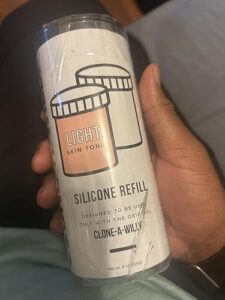 LIGHT
SKIN TONE
SILICONE REFILL
DESIGNED TO BE USED
ONLY WITH THE ORIGINAL
CLONE-A-WILLY